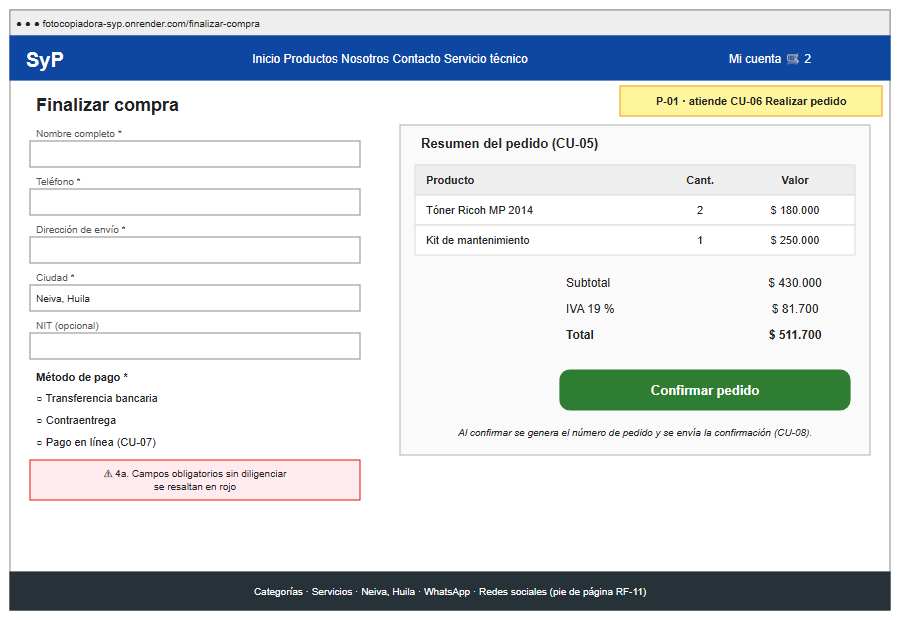 ● ● ● fotocopiadora-syp.onrender.com/finalizar-compra
SyP
Inicio Productos Nosotros Contacto Servicio técnico
Mi cuenta 🛒 2
Finalizar compra
P-01 · atiende CU-06 Realizar pedido
Nombre completo *
Teléfono *
Dirección de envío *
Ciudad *
Neiva, Huila
NIT (opcional)
Método de pago *
○ Transferencia bancaria
○ Contraentrega
○ Pago en línea (CU-07)
⚠ 4a. Campos obligatorios sin diligenciar
se resaltan en rojo
Resumen del pedido (CU-05)
Producto Cant. Valor
Tóner Ricoh MP 2014 2 $ 180.000
Kit de mantenimiento 1 $ 250.000
Subtotal $ 430.000
IVA 19 % $ 81.700
Total $ 511.700
Confirmar pedido
Al confirmar se genera el número de pedido y se envía la confirmación (CU-08).
Categorías · Servicios · Neiva, Huila · WhatsApp · Redes sociales (pie de página RF-11)